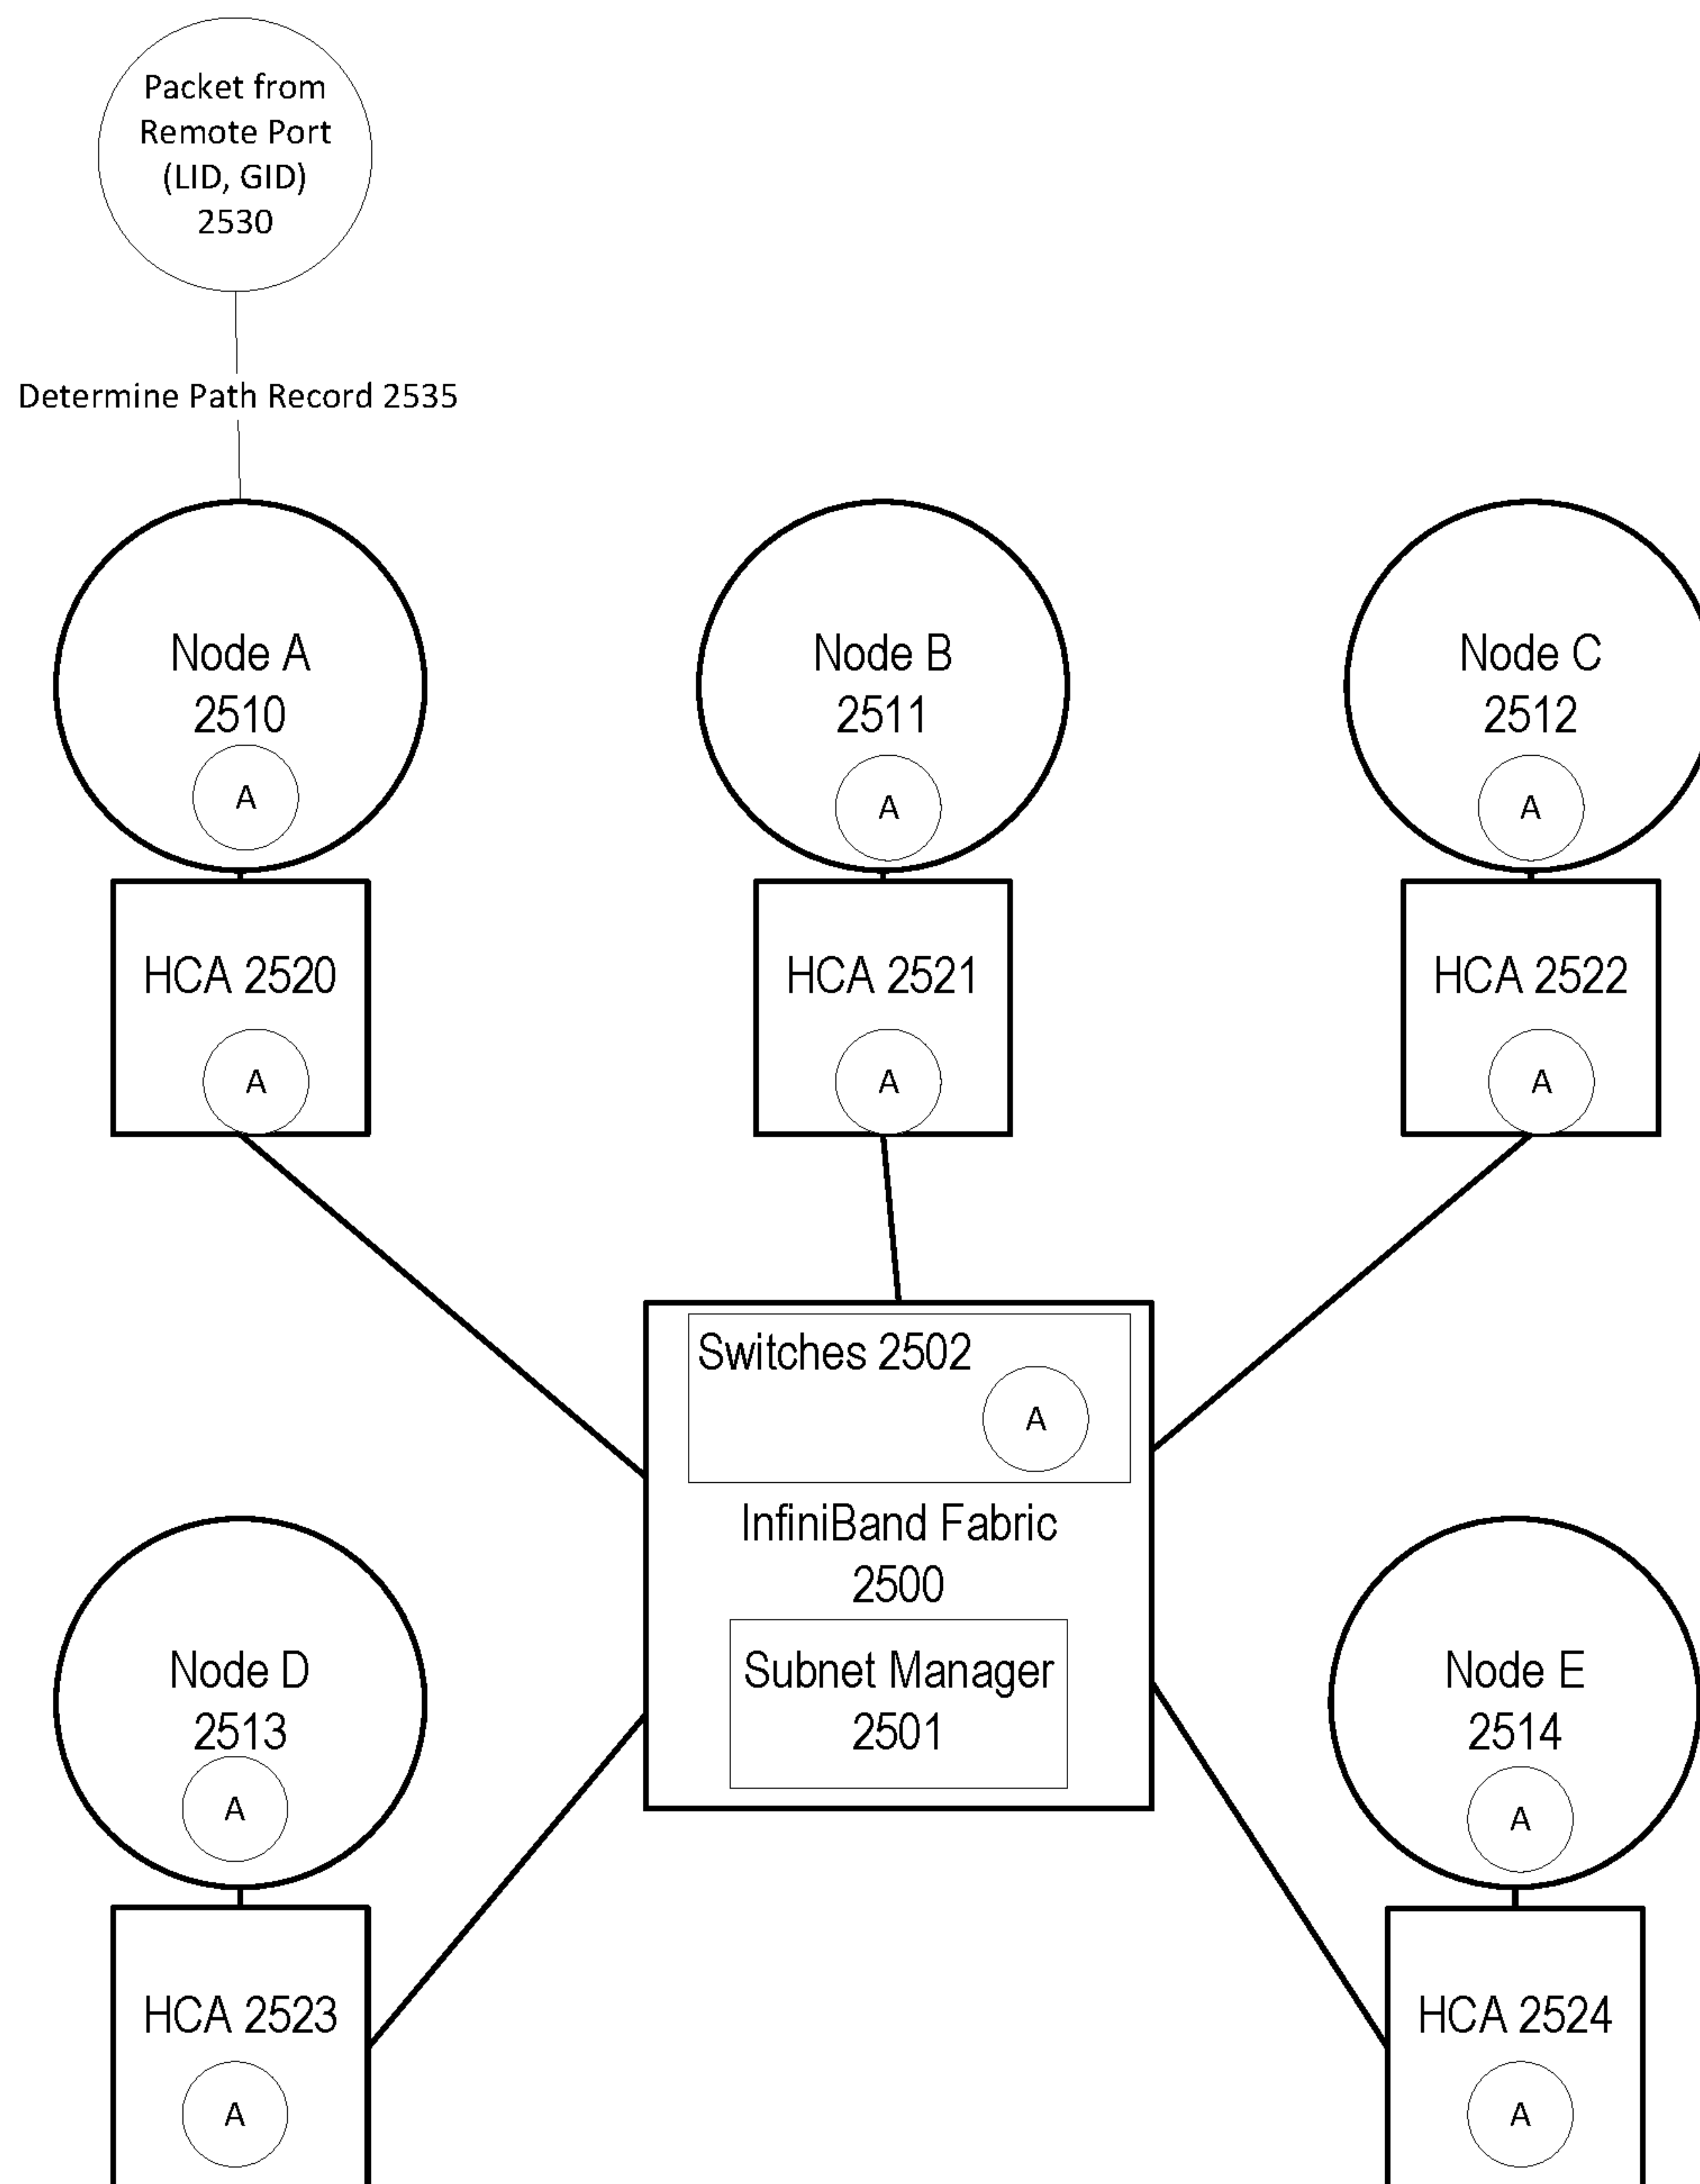 Packet from
Remote Port
(LID, GID)
2530
Determine Path Record 2535
Node A
2510
A
Node B
2511
A
Node C
2512
A
HCA 2520
A
HCA 2521
A
HCA 2522
A
Switches 2502
A
InfiniBand Fabric
2500
Subnet Manager
2501
Node D
2513
A
Node E
2514
A
HCA 2523
A
HCA 2524
A